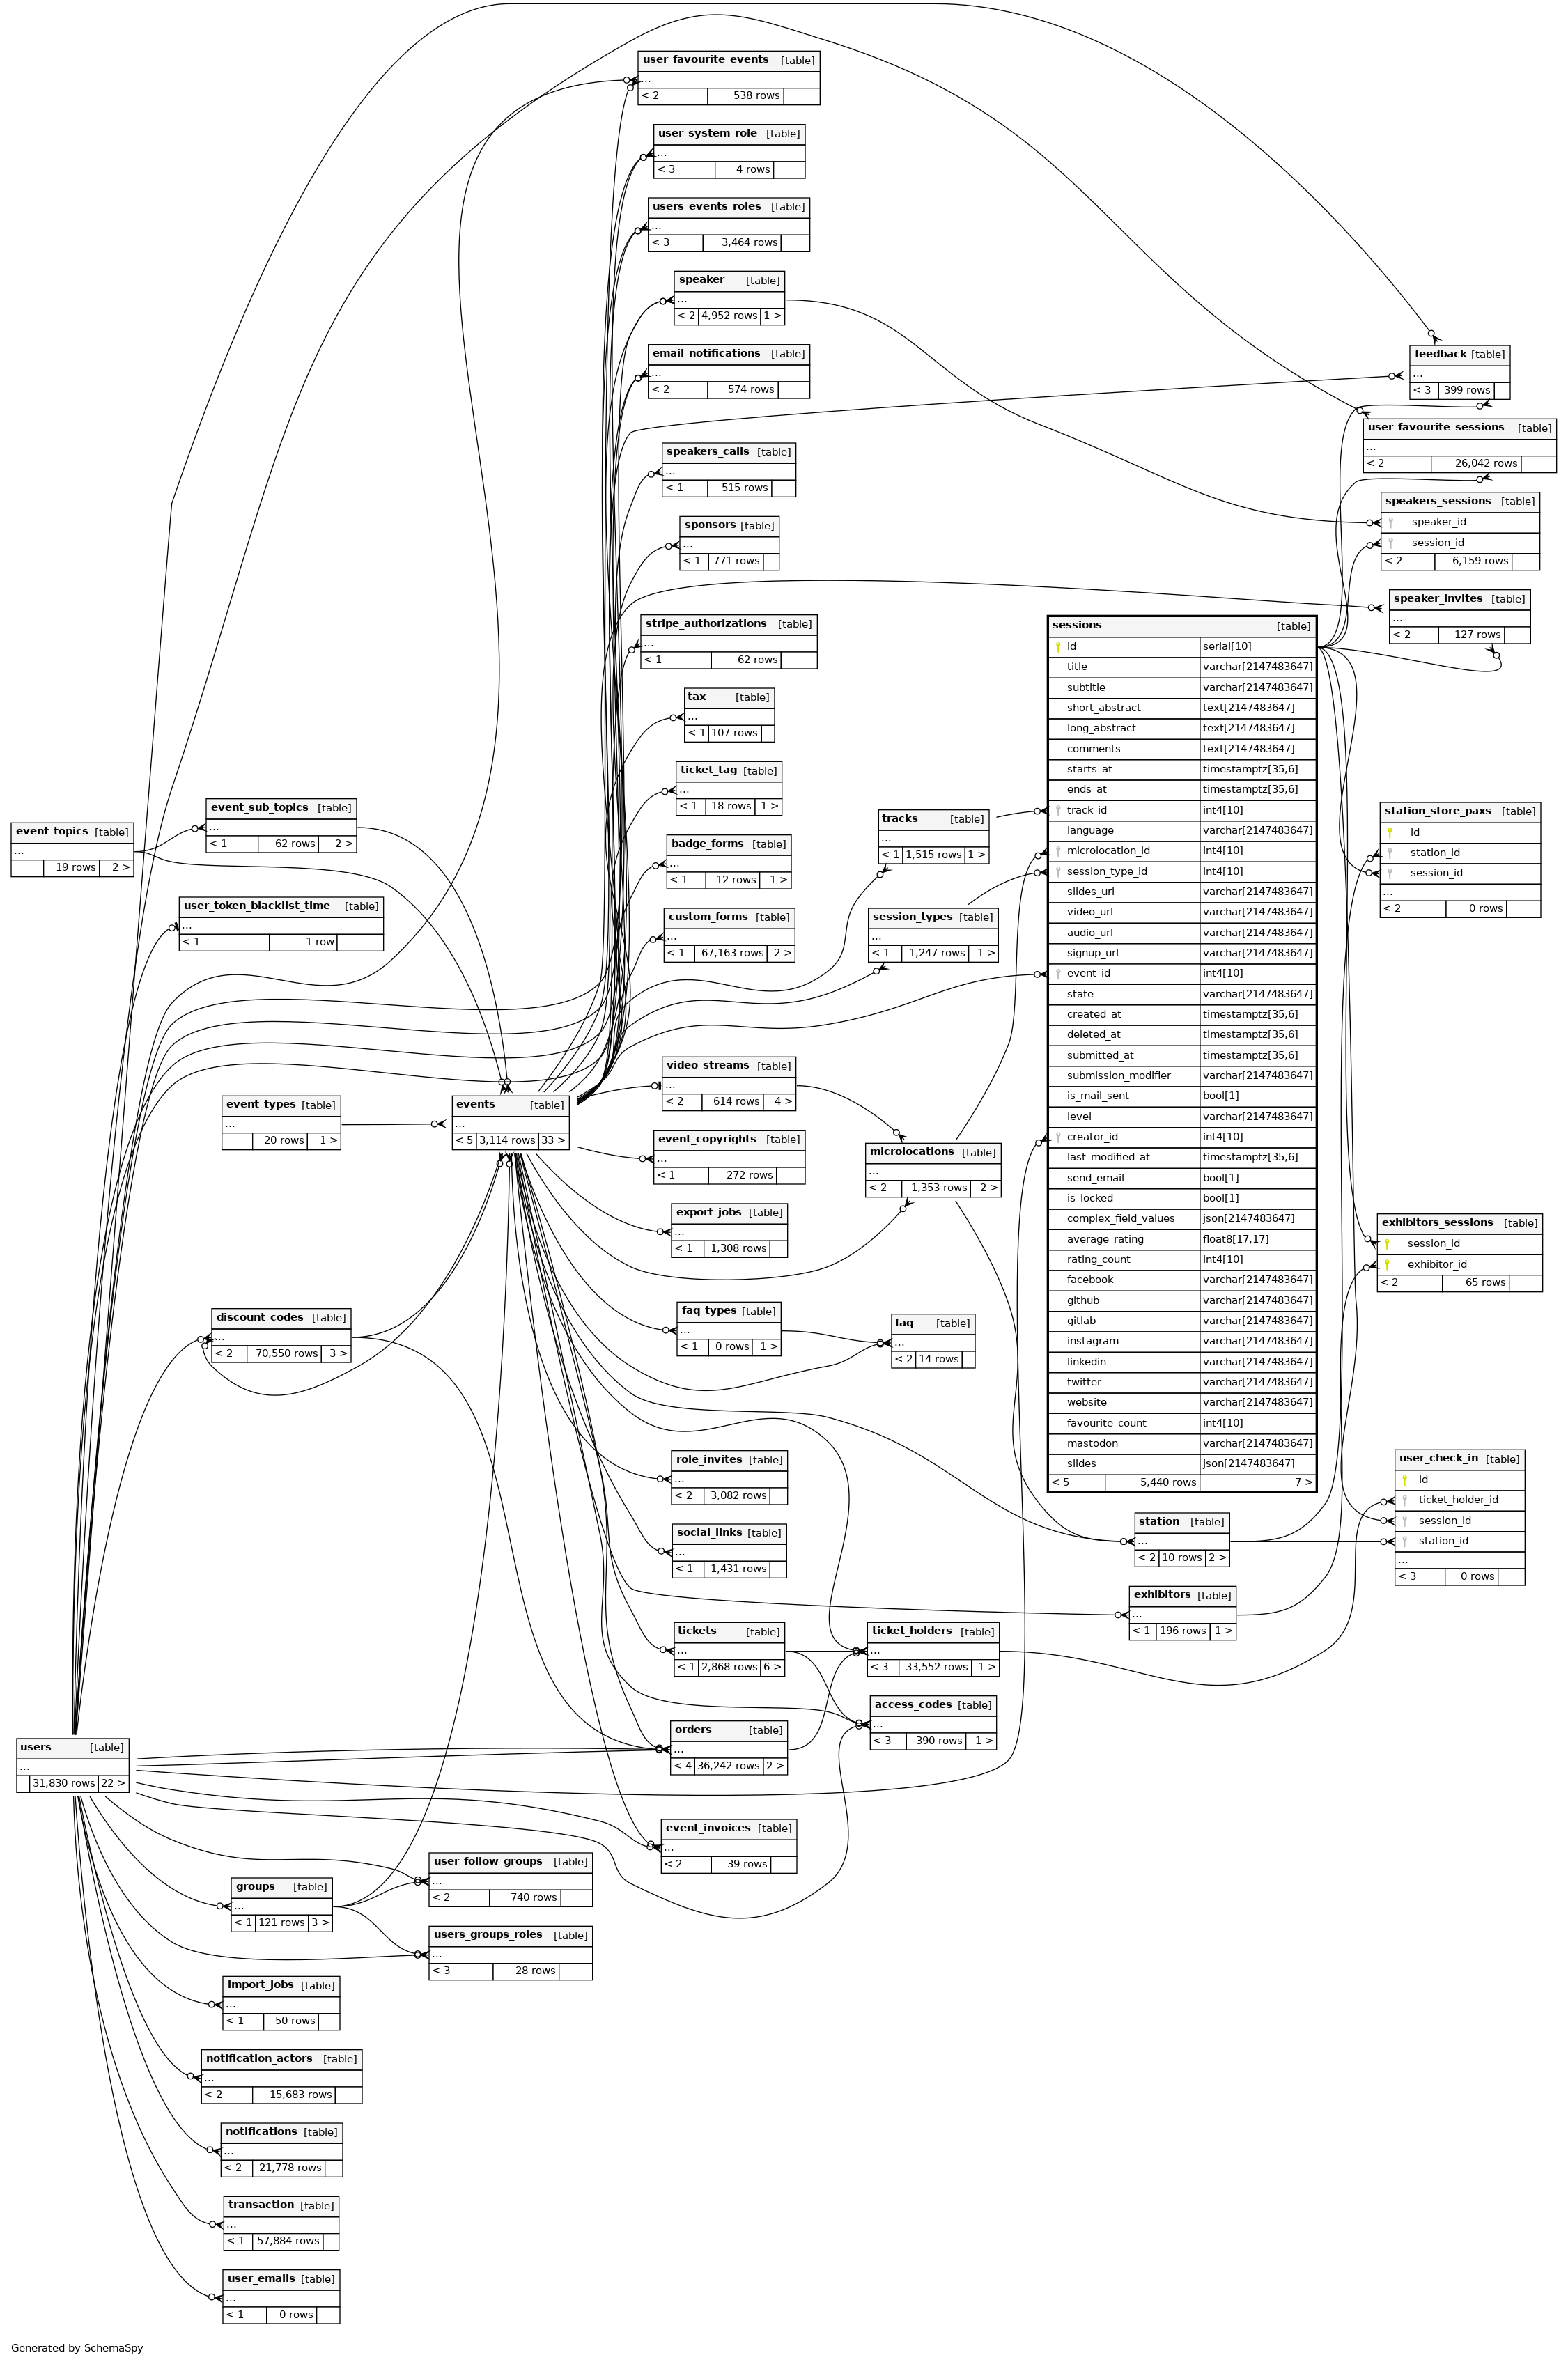 user_favourite_events [table]
...
< 2 538 rows
user_system_role [table]
...
< 3 4 rows
users_events_roles [table]
...
< 3 3,464 rows
speaker [table]
...
< 2 4,952 rows 1 >
email_notifications [table]
...
< 2 574 rows
feedback [table]
...
< 3 399 rows
user_favourite_sessions [table]
...
< 2 26,042 rows
speakers_calls [table]
...
< 1 515 rows
speakers_sessions [table]
speaker_id
session_id
< 2 6,159 rows
sponsors [table]
...
< 1 771 rows
speaker_invites [table]
...
< 2 127 rows
stripe_authorizations [table]
...
< 1 62 rows
sessions [table]
id serial[10]
title varchar[2147483647]
subtitle varchar[2147483647]
short_abstract text[2147483647]
long_abstract text[2147483647]
comments text[2147483647]
starts_at timestamptz[35,6]
ends_at timestamptz[35,6]
track_id int4[10]
language varchar[2147483647]
microlocation_id int4[10]
session_type_id int4[10]
slides_url varchar[2147483647]
video_url varchar[2147483647]
audio_url varchar[2147483647]
signup_url varchar[2147483647]
event_id int4[10]
state varchar[2147483647]
created_at timestamptz[35,6]
deleted_at timestamptz[35,6]
submitted_at timestamptz[35,6]
submission_modifier varchar[2147483647]
is_mail_sent bool[1]
level varchar[2147483647]
creator_id int4[10]
last_modified_at timestamptz[35,6]
send_email bool[1]
is_locked bool[1]
complex_field_values json[2147483647]
average_rating float8[17,17]
rating_count int4[10]
facebook varchar[2147483647]
github varchar[2147483647]
gitlab varchar[2147483647]
instagram varchar[2147483647]
linkedin varchar[2147483647]
twitter varchar[2147483647]
website varchar[2147483647]
favourite_count int4[10]
mastodon varchar[2147483647]
slides json[2147483647]
< 5 5,440 rows 7 >
tax [table]
...
< 1 107 rows
ticket_tag [table]
...
< 1 18 rows 1 >
event_sub_topics [table]
...
< 1 62 rows 2 >
event_topics [table]
...
19 rows 2 >
tracks [table]
...
< 1 1,515 rows 1 >
station_store_paxs [table]
id
station_id
session_id
...
< 2 0 rows
badge_forms [table]
...
< 1 12 rows 1 >
user_token_blacklist_time [table]
...
< 1 1 row
custom_forms [table]
...
< 1 67,163 rows 2 >
session_types [table]
...
< 1 1,247 rows 1 >
video_streams [table]
...
< 2 614 rows 4 >
event_types [table]
...
20 rows 1 >
events [table]
...
< 5 3,114 rows 33 >
event_copyrights [table]
...
< 1 272 rows
microlocations [table]
...
< 2 1,353 rows 2 >
export_jobs [table]
...
< 1 1,308 rows
exhibitors_sessions [table]
session_id
exhibitor_id
< 2 65 rows
discount_codes [table]
...
< 2 70,550 rows 3 >
faq_types [table]
...
< 1 0 rows 1 >
faq [table]
...
< 2 14 rows
role_invites [table]
...
< 2 3,082 rows
user_check_in [table]
id
ticket_holder_id
session_id
station_id
...
< 3 0 rows
social_links [table]
...
< 1 1,431 rows
station [table]
...
< 2 10 rows 2 >
exhibitors [table]
...
< 1 196 rows 1 >
tickets [table]
...
< 1 2,868 rows 6 >
ticket_holders [table]
...
< 3 33,552 rows 1 >
access_codes [table]
...
< 3 390 rows 1 >
orders [table]
...
< 4 36,242 rows 2 >
users [table]
...
31,830 rows 22 >
event_invoices [table]
...
< 2 39 rows
user_follow_groups [table]
...
< 2 740 rows
groups [table]
...
< 1 121 rows 3 >
users_groups_roles [table]
...
< 3 28 rows
import_jobs [table]
...
< 1 50 rows
notification_actors [table]
...
< 2 15,683 rows
notifications [table]
...
< 2 21,778 rows
transaction [table]
...
< 1 57,884 rows
user_emails [table]
...
< 1 0 rows
Generated by SchemaSpy